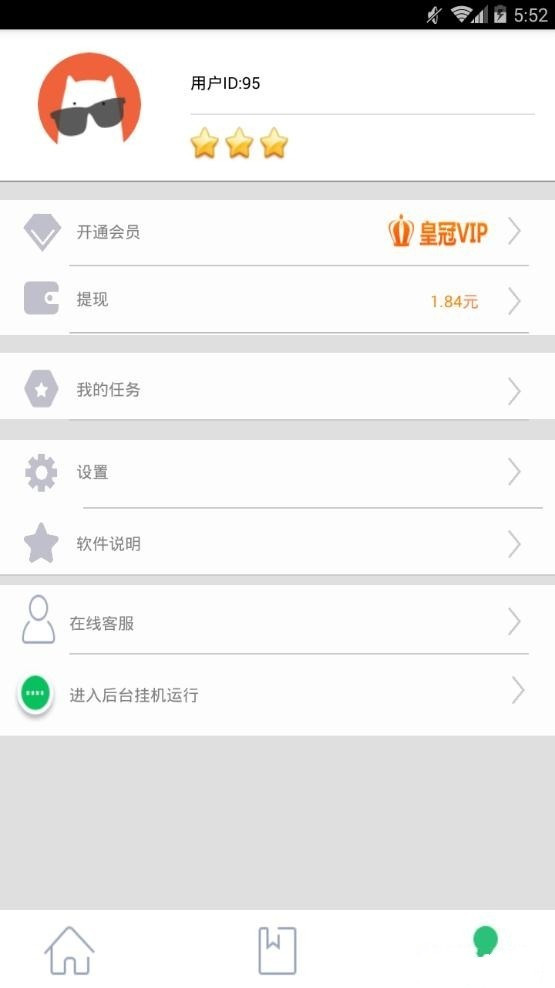 5:52
用户ID:95
开通会员
皇冠VIP
提现
1.84元
我的任务
设置
软件说明
在线客服
进入后台挂机运行